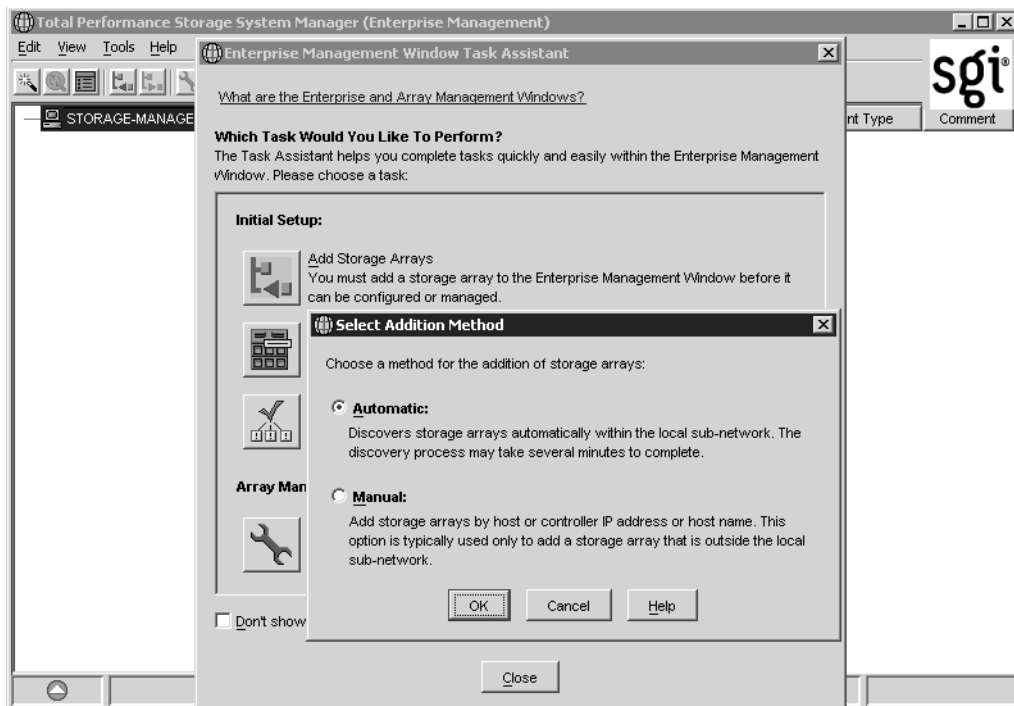 Total Performance Storage System Manager (Enterprise Management)
Edit View Tools Help
sgi®
STORAGE-MANAGE
nt Type
Comment
Enterprise Management Window Task Assistant
What are the Enterprise and Array Management Windows?
Which Task Would You Like To Perform?
The Task Assistant helps you complete tasks quickly and easily within the Enterprise Management
Window. Please choose a task:
Initial Setup:
Add Storage Arrays
You must add a storage array to the Enterprise Management Window before it
can be configured or managed.
Array Man
Don't show
Close
Select Addition Method
Choose a method for the addition of storage arrays:
Automatic:
Discovers storage arrays automatically within the local sub-network. The
discovery process may take several minutes to complete.
Manual:
Add storage arrays by host or controller IP address or host name. This
option is typically used only to add a storage array that is outside the local
sub-network.
OK
Cancel
Help